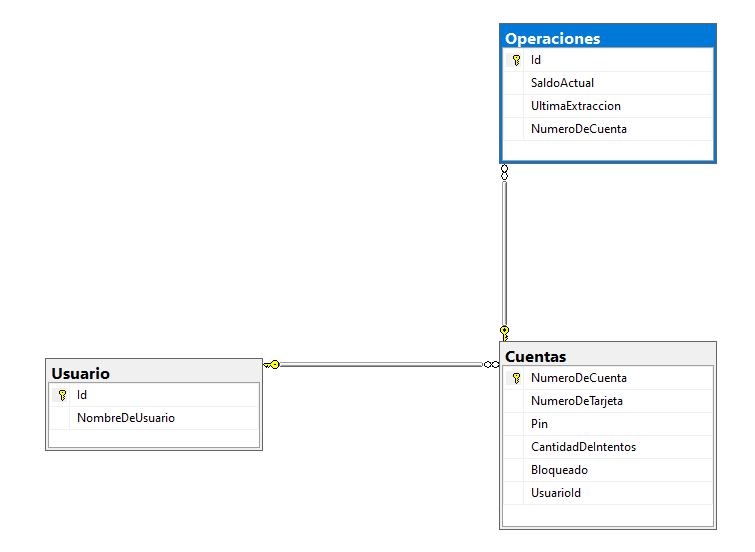 Operaciones
Id
SaldoActual
UltimaExtraccion
NumeroDeCuenta
Usuario
Id
NombreDeUsuario
Cuentas
NumeroDeCuenta
NumeroDeTarjeta
Pin
CantidadDeIntentos
Bloqueado
UsuarioId